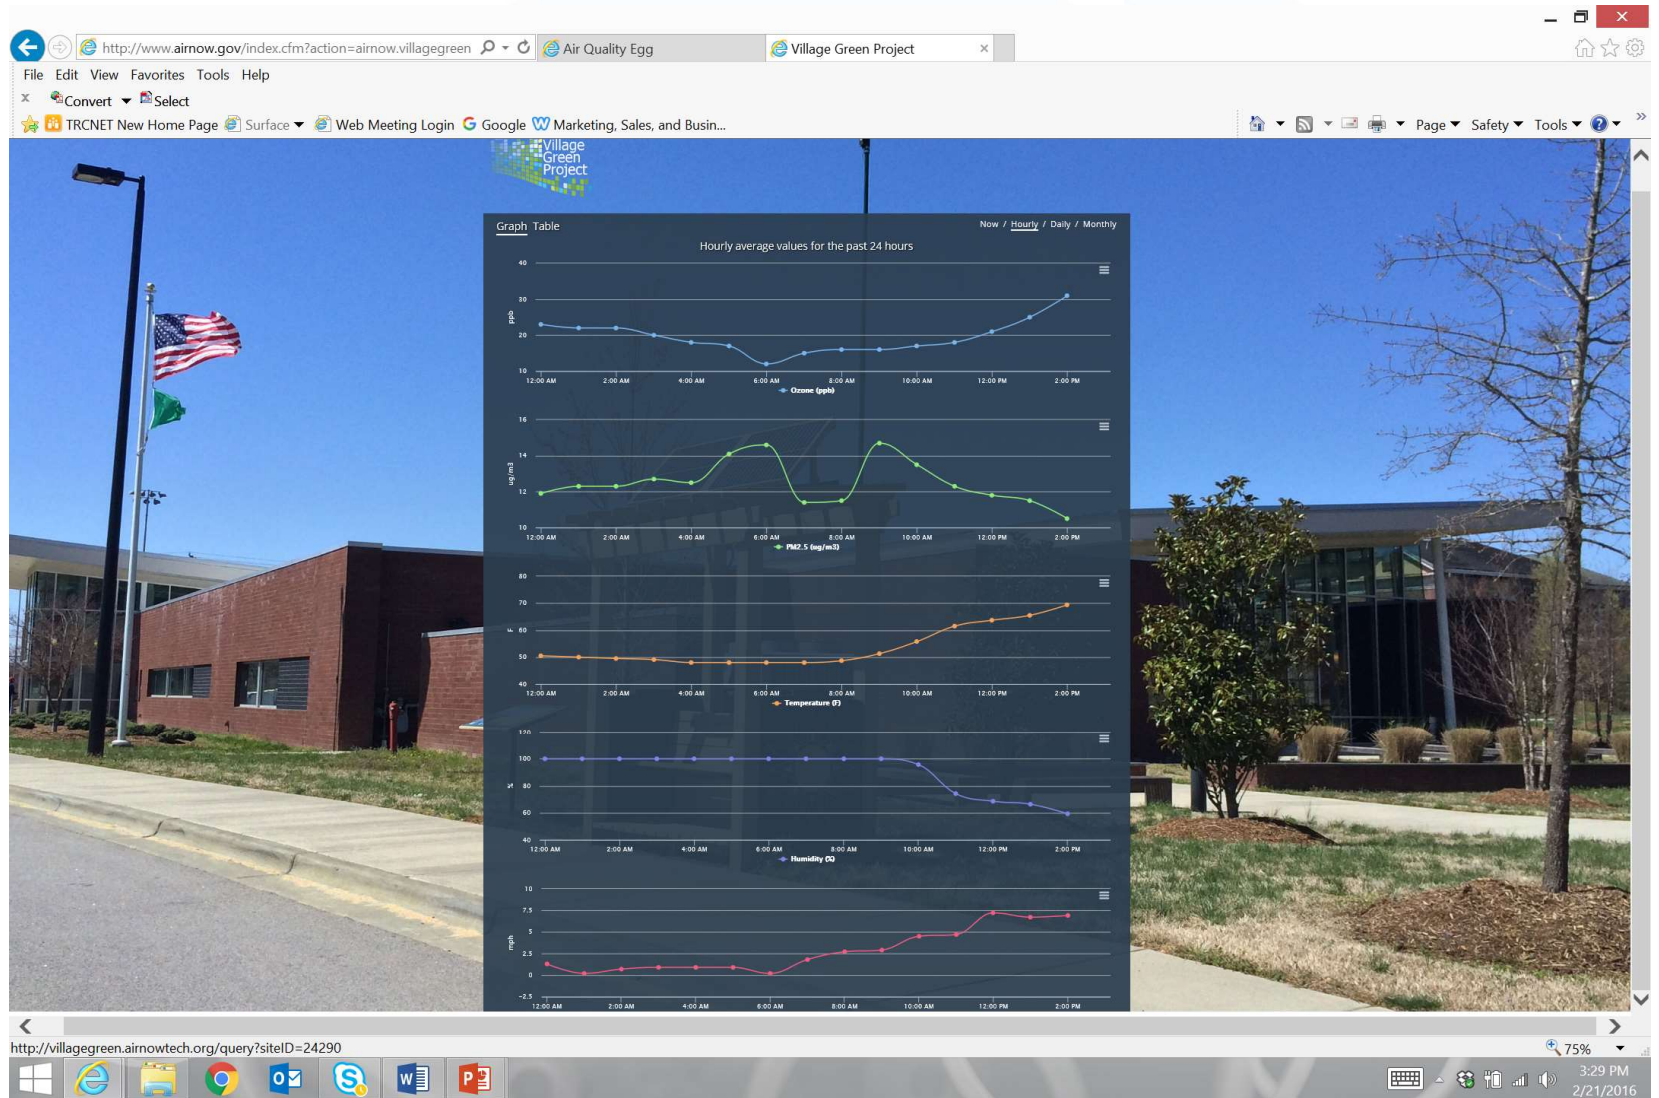 http://www.airnow.gov/index.cfm?action=airnow.villagegreen
Air Quality Egg
Village Green Project
File Edit View Favorites Tools Help
x Convert Select
TRCNET New Home Page Surface Web Meeting Login Google Marketing, Sales, and Busin...
Page Safety Tools
Village
Green
Project
Graph Table
Now / Hourly / Daily / Monthly
Hourly average values for the past 24 hours
40
30
ppb
20
10
12:00 AM 2:00 AM 4:00 AM 6:00 AM 8:00 AM 10:00 AM 12:00 PM 2:00 PM
Ozone (ppb)
16
14
ug/m3
12
10
12:00 AM 2:00 AM 4:00 AM 6:00 AM 8:00 AM 10:00 AM 12:00 PM 2:00 PM
PM2.5 (ug/m3)
80
70
F 60
50
40
12:00 AM 2:00 AM 4:00 AM 6:00 AM 8:00 AM 10:00 AM 12:00 PM 2:00 PM
Temperature (F)
120
100
% 80
60
40
12:00 AM 2:00 AM 4:00 AM 6:00 AM 8:00 AM 10:00 AM 12:00 PM 2:00 PM
Humidity (%)
10
7.5
5
mph
2.5
0
-2.5
12:00 AM 2:00 AM 4:00 AM 6:00 AM 8:00 AM 10:00 AM 12:00 PM 2:00 PM
http://villagegreen.airnowtech.org/query?siteID=24290
75%
3:29 PM
2/21/2016